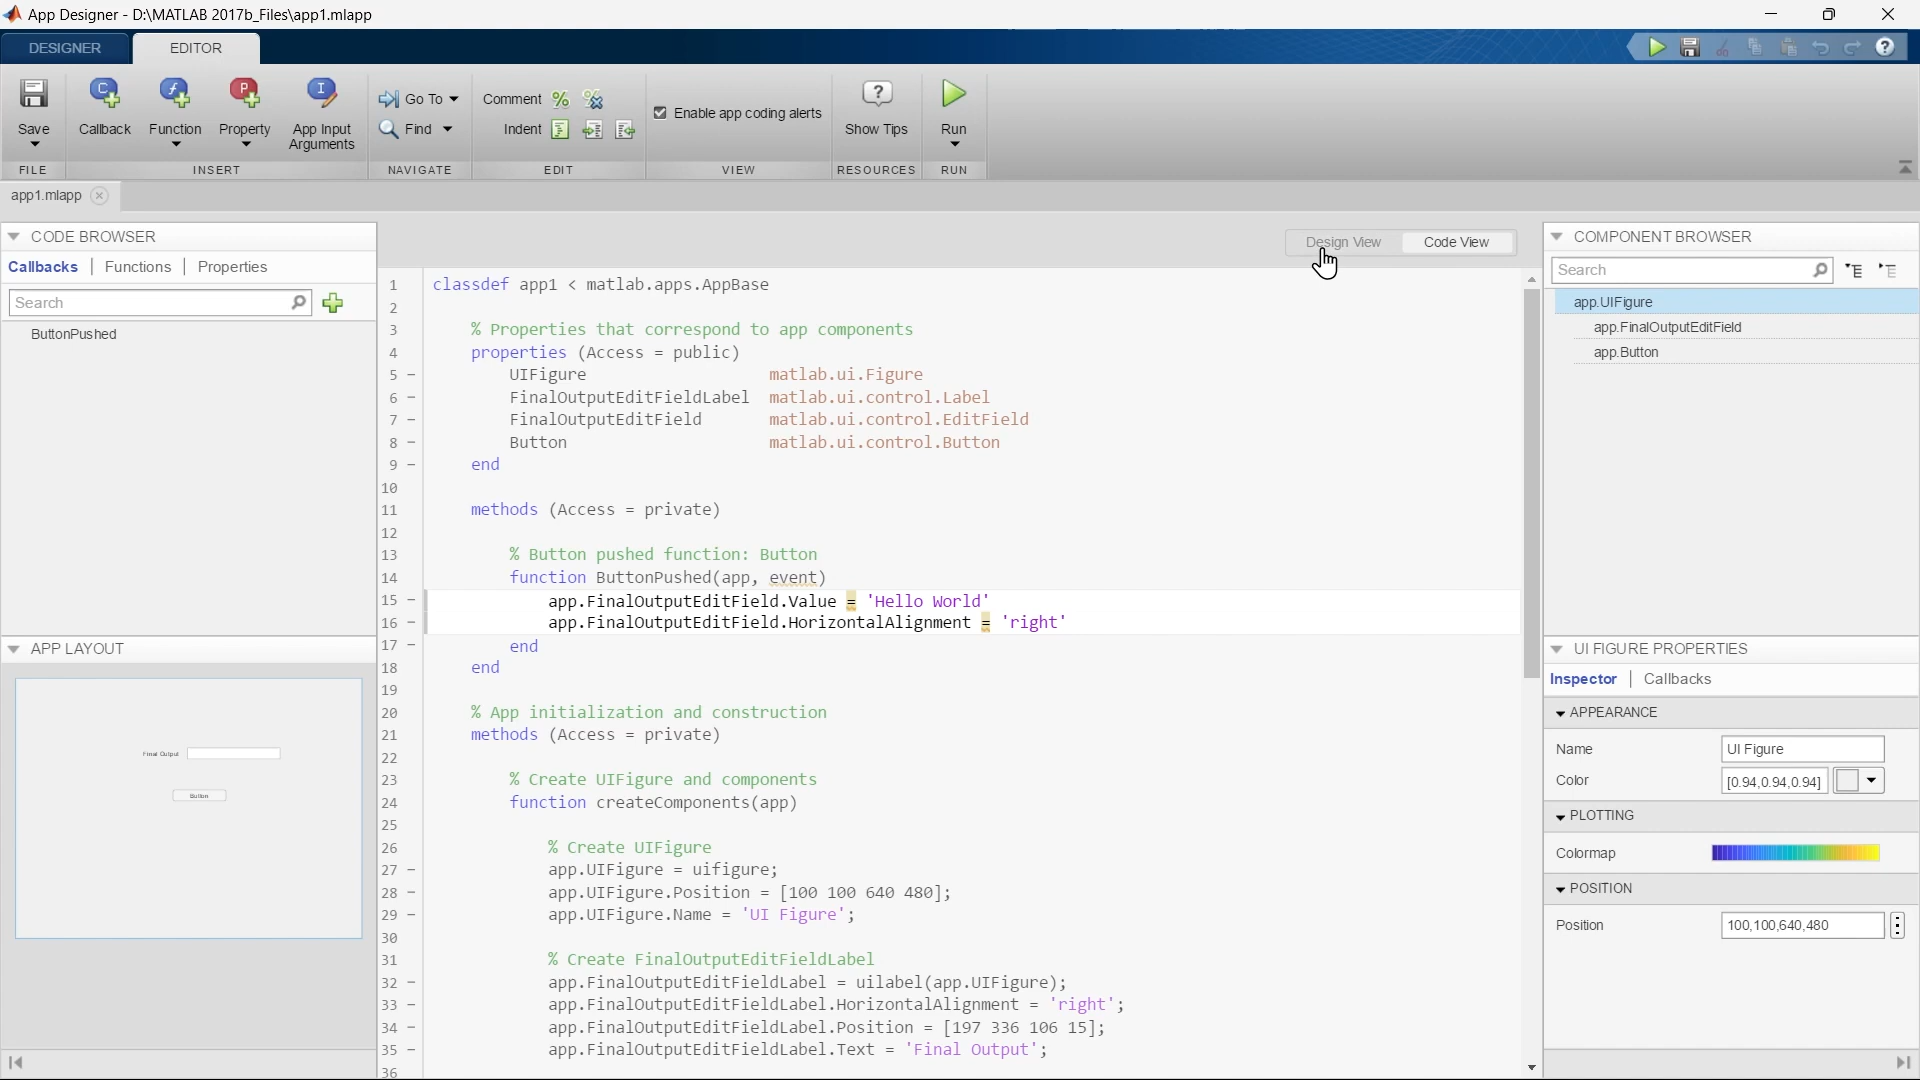 App Designer - D:\MATLAB 2017b_Files\app1.mlapp
DESIGNER
EDITOR
Save
Callback
Function
Property
App Input
Arguments
Go To
Find
Comment
Indent
Enable app coding alerts
Show Tips
Run
FILE
INSERT
NAVIGATE
EDIT
VIEW
RESOURCES
RUN
app1.mlapp
CODE BROWSER
Callbacks
Functions
Properties
Search
ButtonPushed
APP LAYOUT
Final Output
Button
Design View
Code View
1 classdef app1 < matlab.apps.AppBase
2
3 % Properties that correspond to app components
4 properties (Access = public)
5 - UIFigure matlab.ui.Figure
6 - FinalOutputEditFieldLabel matlab.ui.control.Label
7 - FinalOutputEditField matlab.ui.control.EditField
8 - Button matlab.ui.control.Button
9 - end
10
11 methods (Access = private)
12
13 % Button pushed function: Button
14 function ButtonPushed(app, event)
15 - app.FinalOutputEditField.Value = 'Hello World'
16 - app.FinalOutputEditField.HorizontalAlignment = 'right'
17 - end
18 end
19
20 % App initialization and construction
21 methods (Access = private)
22
23 % Create UIFigure and components
24 function createComponents(app)
25
26 % Create UIFigure
27 - app.UIFigure = uifigure;
28 - app.UIFigure.Position = [100 100 640 480];
29 - app.UIFigure.Name = 'UI Figure';
30
31 % Create FinalOutputEditFieldLabel
32 - app.FinalOutputEditFieldLabel = uilabel(app.UIFigure);
33 - app.FinalOutputEditFieldLabel.HorizontalAlignment = 'right';
34 - app.FinalOutputEditFieldLabel.Position = [197 336 106 15];
35 - app.FinalOutputEditFieldLabel.Text = 'Final Output';
36
COMPONENT BROWSER
Search
app.UIFigure
app.FinalOutputEditField
app.Button
UI FIGURE PROPERTIES
Inspector
Callbacks
APPEARANCE
Name
UI Figure
Color
[0.94,0.94,0.94]
PLOTTING
Colormap
POSITION
Position
100,100,640,480